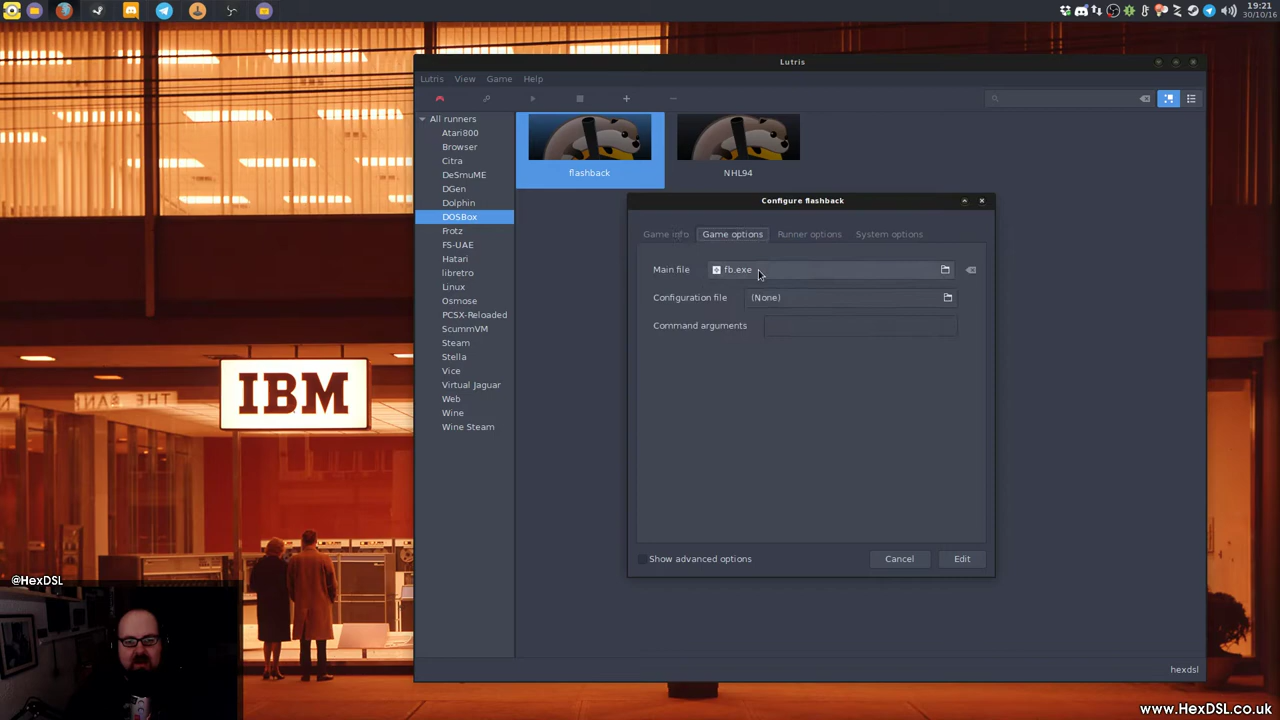 19:21
30/10/16
Lutris
Lutris View Game Help
All runners
Atari800
Browser
Citra
DeSmuME
DGen
Dolphin
DOSBox
Frotz
FS-UAE
Hatari
libretro
Linux
Osmose
PCSX-Reloaded
ScummVM
Steam
Stella
Vice
Virtual Jaguar
Web
Wine
Wine Steam
flashback
NHL94
Configure flashback
Game info Game options Runner options System options
Main file fb.exe
Configuration file (None)
Command arguments
Show advanced options Cancel Edit
hexdsl
IBM
THE BAN
@HexDSL
www.HexDSL.co.uk